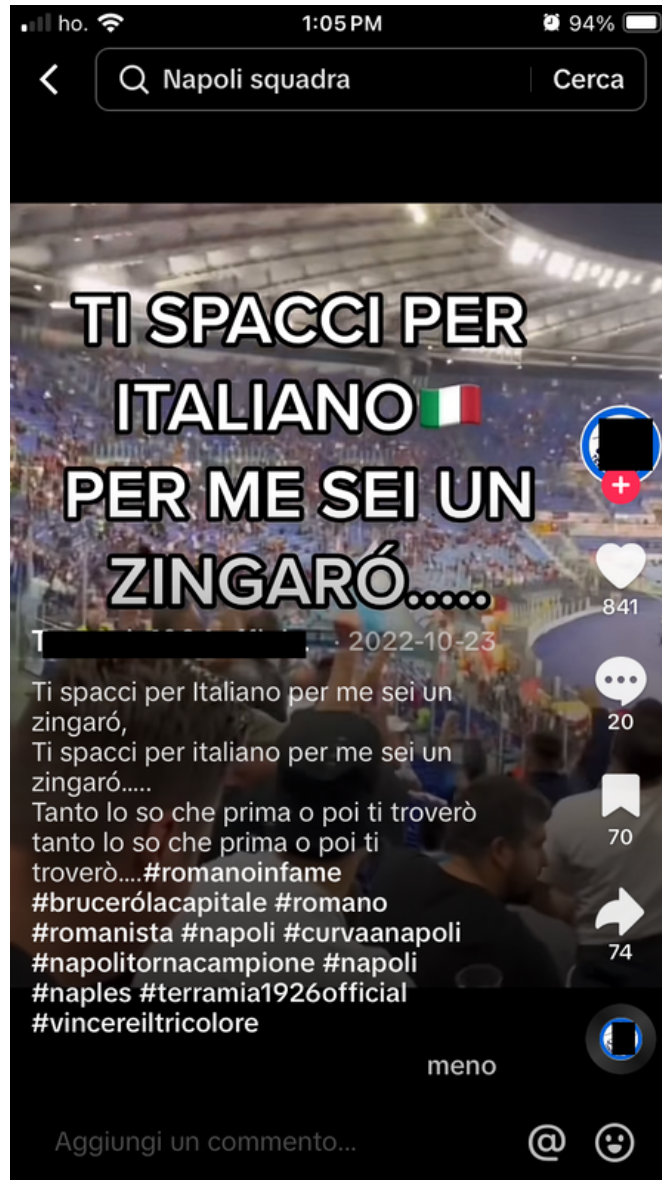 ho.
1:05 PM
94%
Napoli squadra
Cerca
TI SPACCI PER
ITALIANO🇮🇹
PER ME SEI UN
ZINGARÓ.....
841
T
· 2022-10-23
20
Ti spacci per Italiano per me sei un
zingaró,
Ti spacci per italiano per me sei un
zingaró.....
Tanto lo so che prima o poi ti troverò
tanto lo so che prima o poi ti
troverò....#romanoinfame
#brucerólacapitale #romano
#romanista #napoli #curvaanapoli
#napolitornacampione #napoli
#naples #terramia1926official
#vincereiltricolore
70
74
meno
Aggiungi un commento...